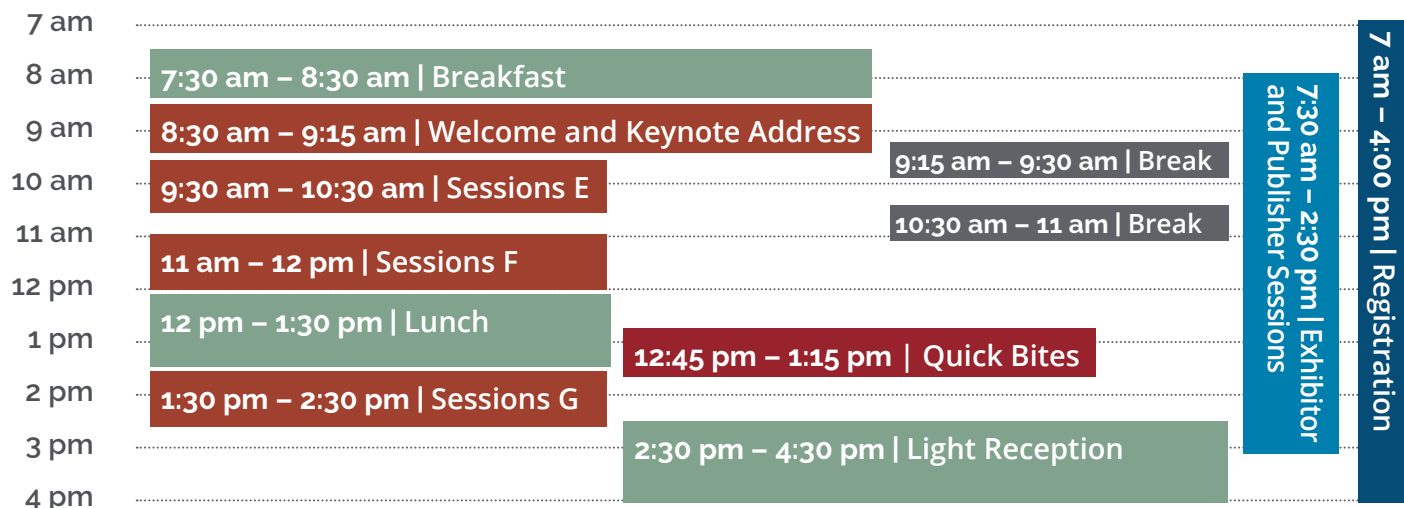 7 am
8 am
7:30 am – 8:30 am | Breakfast
9 am
8:30 am – 9:15 am | Welcome and Keynote Address
9:15 am – 9:30 am | Break
10 am
9:30 am – 10:30 am | Sessions E
10:30 am – 11 am | Break
11 am
11 am – 12 pm | Sessions F
12 pm
12 pm – 1:30 pm | Lunch
1 pm
12:45 pm – 1:15 pm | Quick Bites
2 pm
1:30 pm – 2:30 pm | Sessions G
3 pm
2:30 pm – 4:30 pm | Light Reception
4 pm
7:30 am – 2:30 pm | Exhibitor
and Publisher Sessions
7 am – 4:00 pm | Registration